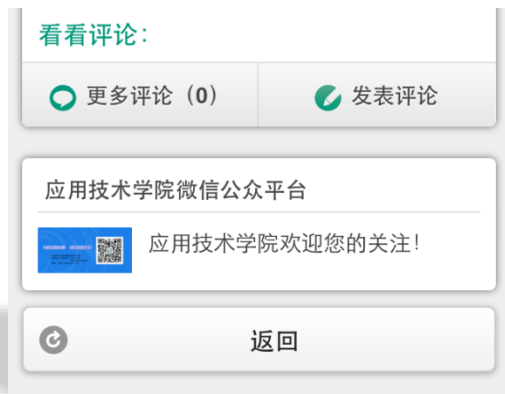 看看评论：
更多评论（0）
发表评论
应用技术学院微信公众平台
应用技术学院欢迎您的关注！
返回